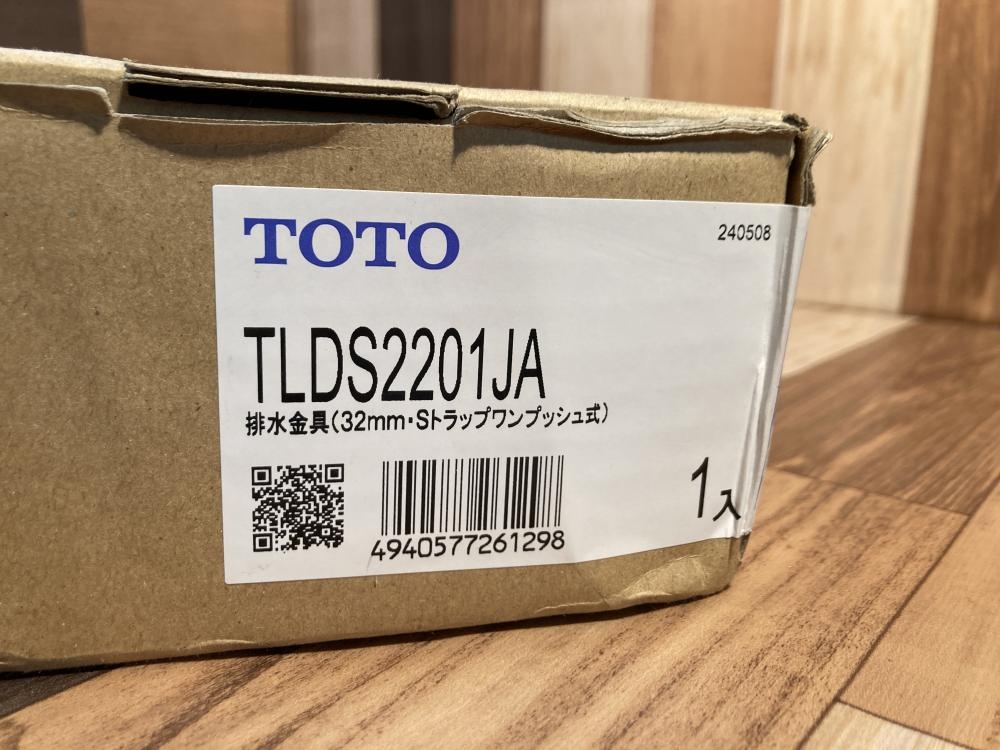 TOTO
240508
TLDS2201JA
排水金具(32mm・Sトラップワンプッシュ式)
4940577261298
1入